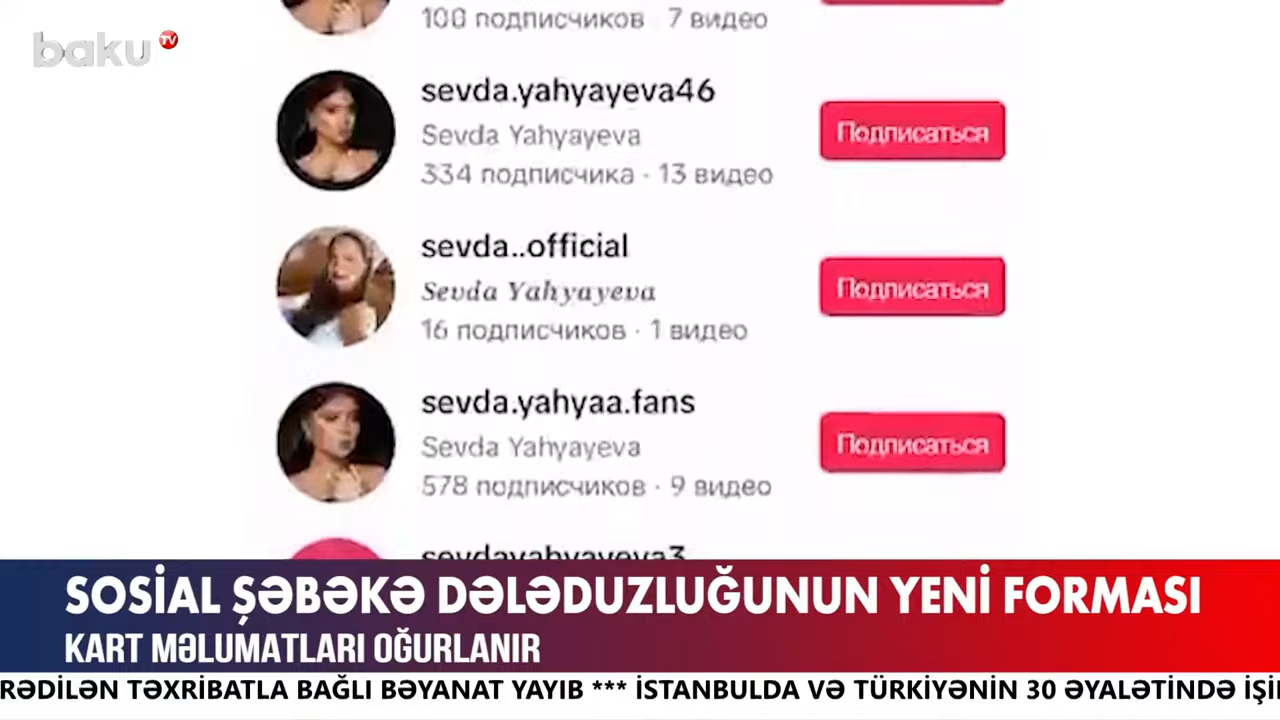 100 подписчиков · 7 видео
baku TV
sevda.yahyayeva46
Sevda Yahyayeva
334 подписчика · 13 видео
Подписаться
sevda..official
Sevda Yahyayeva
16 подписчиков · 1 видео
Подписаться
sevda.yahyaa.fans
Sevda Yahyayeva
578 подписчиков · 9 видео
Подписаться
sevdayahyayeva3
SOSİAL ŞƏBƏKƏ DƏLƏDUZLUĞUNUN YENİ FORMASI
KART MƏLUMATLARI OĞURLANIR
RƏDİLƏN TƏXRİBATLA BAĞLI BƏYANAT YAYIB *** İSTANBULDA VƏ TÜRKİYƏNİN 30 ƏYALƏTİNDƏ İŞİ